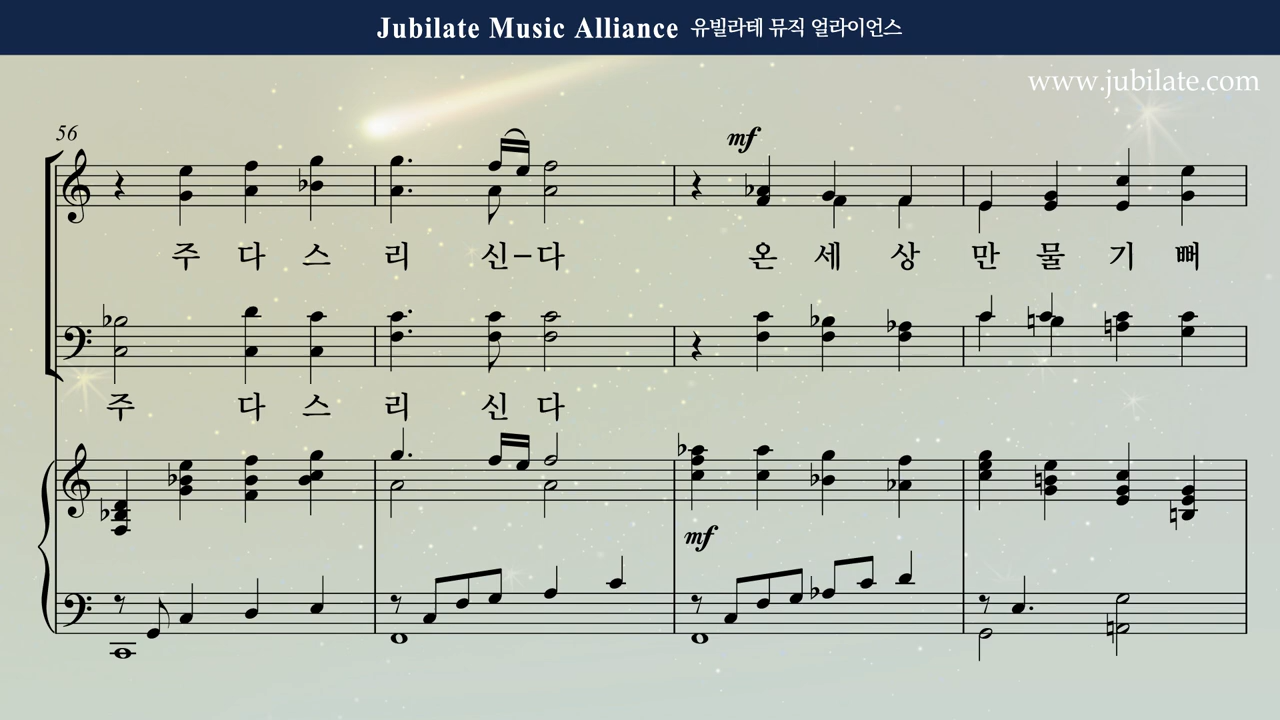 Jubilate Music Alliance 유빌라테 뮤직 얼라이언스
www.jubilate.com
56
mf
주 다 스 리 신-다 온 세 상 만 물 기 뻐
주 다 스 리 신 다
mf